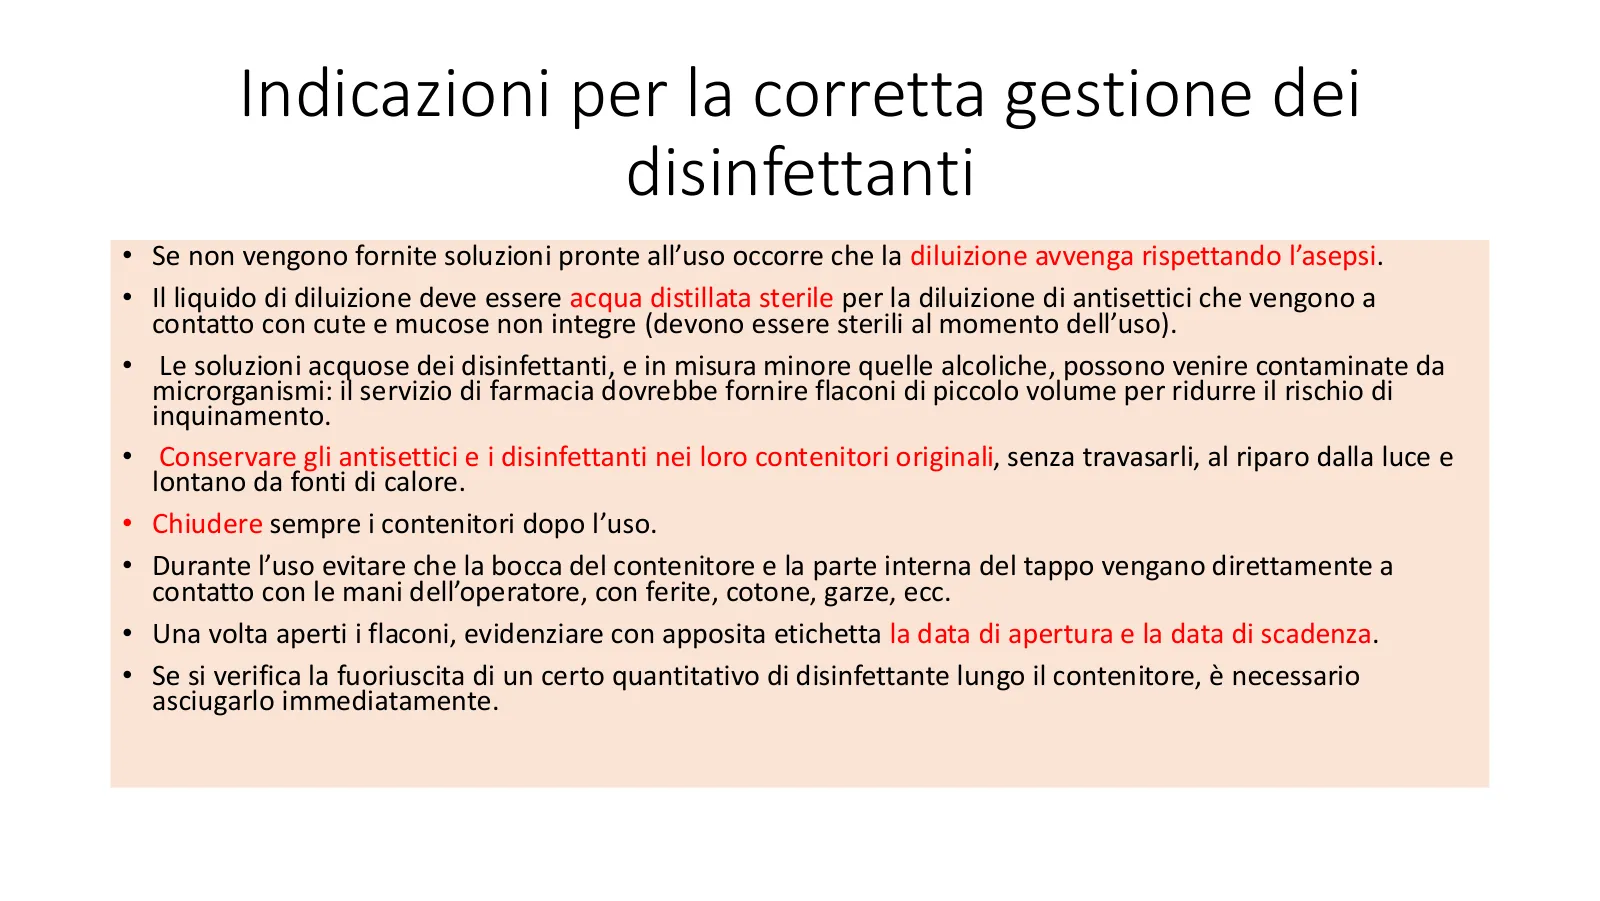 Indicazioni per la corretta gestione dei
disinfettanti
• Se non vengono fornite soluzioni pronte all’uso occorre che la diluizione avvenga rispettando l’asepsi.
• Il liquido di diluizione deve essere acqua distillata sterile per la diluizione di antisettici che vengono a
contatto con cute e mucose non integre (devono essere sterili al momento dell’uso).
• Le soluzioni acquose dei disinfettanti, e in misura minore quelle alcoliche, possono venire contaminate da
microrganismi: il servizio di farmacia dovrebbe fornire flaconi di piccolo volume per ridurre il rischio di
inquinamento.
• Conservare gli antisettici e i disinfettanti nei loro contenitori originali, senza travasarli, al riparo dalla luce e
lontano da fonti di calore.
• Chiudere sempre i contenitori dopo l’uso.
• Durante l’uso evitare che la bocca del contenitore e la parte interna del tappo vengano direttamente a
contatto con le mani dell’operatore, con ferite, cotone, garze, ecc.
• Una volta aperti i flaconi, evidenziare con apposita etichetta la data di apertura e la data di scadenza.
• Se si verifica la fuoriuscita di un certo quantitativo di disinfettante lungo il contenitore, è necessario
asciugarlo immediatamente.